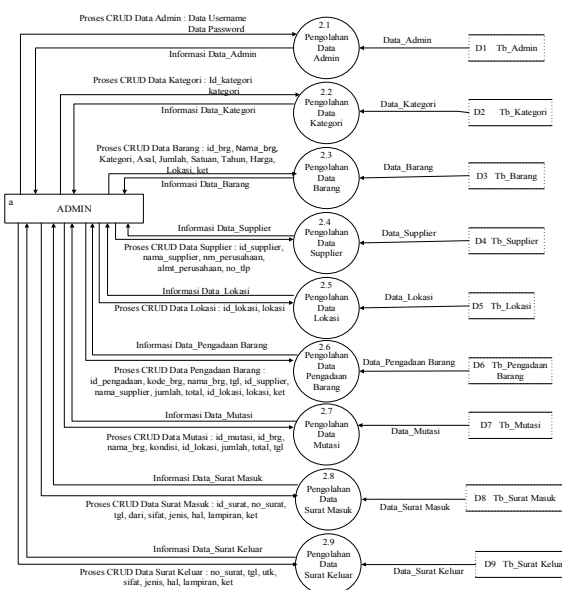 Proses CRUD Data Admin : Data Username
Data Password
Informasi Data_Admin
2.1
Pengolahan
Data
Admin
Data_Admin
D1 Tb_Admin
Proses CRUD Data Kategori : Id_kategori
kategori
Informasi Data_Kategori
2.2
Pengolahan
Data
Kategori
Data_Kategori
D2 Tb_Kategori
Proses CRUD Data Barang : id_brg, Nama_brg,
Kategori, Asal, Jumlah, Satuan, Tahun, Harga,
Lokasi, ket
Informasi Data_Barang
2.3
Pengolahan
Data
Barang
Data_Barang
D3 Tb_Barang
a
ADMIN
Informasi Data_Supplier
Proses CRUD Data Supplier : id_supplier,
nama_supplier, nm_perusahaan,
almt_perusahaan, no_tlp
2.4
Pengolahan
Data
Supplier
Data_Supplier
D4 Tb_Supplier
Informasi Data_Lokasi
Proses CRUD Data Lokasi : id_lokasi, lokasi
2.5
Pengolahan
Data
Lokasi
Data_Lokasi
D5 Tb_Lokasi
Informasi Data_Pengadaan Barang
Proses CRUD Data Pengadaan Barang :
id_pengadaan, kode_brg, nama_brg, tgl, id_supplier,
nama_supplier, jumlah, total, id_lokasi, lokasi, ket
2.6
Pengolahan
Data
Pengadaan
Barang
Data_Pengadaan Barang
D6 Tb_Pengadaan
Barang
Informasi Data_Mutasi
Proses CRUD Data Mutasi : id_mutasi, id_brg,
nama_brg, kondisi, id_lokasi, jumlah, total, tgl
2.7
Pengolahan
Data
Mutasi
Data_Mutasi
D7 Tb_Mutasi
Informasi Data_Surat Masuk
Proses CRUD Data Surat Masuk : id_surat, no_surat,
tgl, dari, sifat, jenis, hal, lampiran, ket
2.8
Pengolahan
Data
Surat Masuk
Data_Surat Masuk
D8 Tb_Surat Masuk
Informasi Data_Surat Keluar
Proses CRUD Data Surat Keluar : no_surat, tgl, utk,
sifat, jenis, hal, lampiran, ket
2.9
Pengolahan
Data
Surat Keluar
Data_Surat Keluar
D9 Tb_Surat Keluar